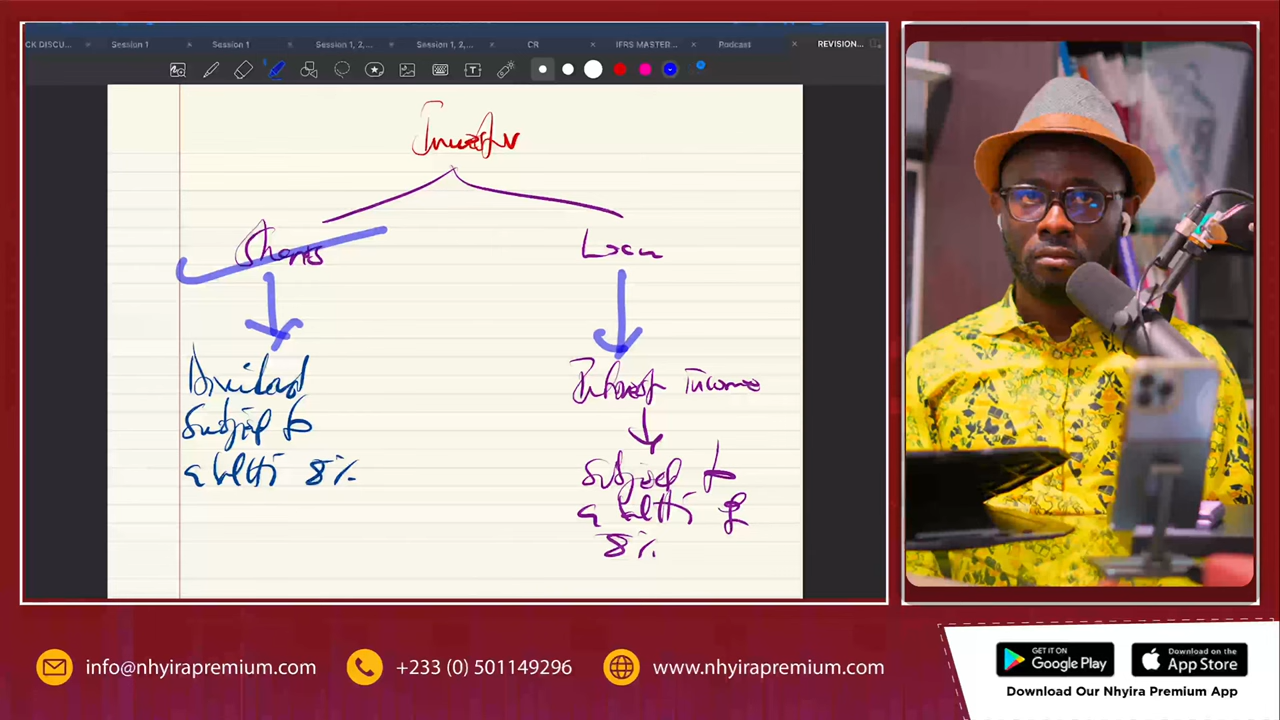 CK DISCU...
Session 1
Session 1
Session 1, 2,...
Session 1, 2,...
CR
IFRS MASTER...
Podcast
REVISION...
Investor
Shares
Loan
Dividend
subject to
a WHT 8%
Interest income
subject to
a WHT of
8%
info@nhyirapremium.com
+233 (0) 501149296
www.nhyirapremium.com
GET IT ON
Google Play
Download on the
App Store
Download Our Nhyira Premium App